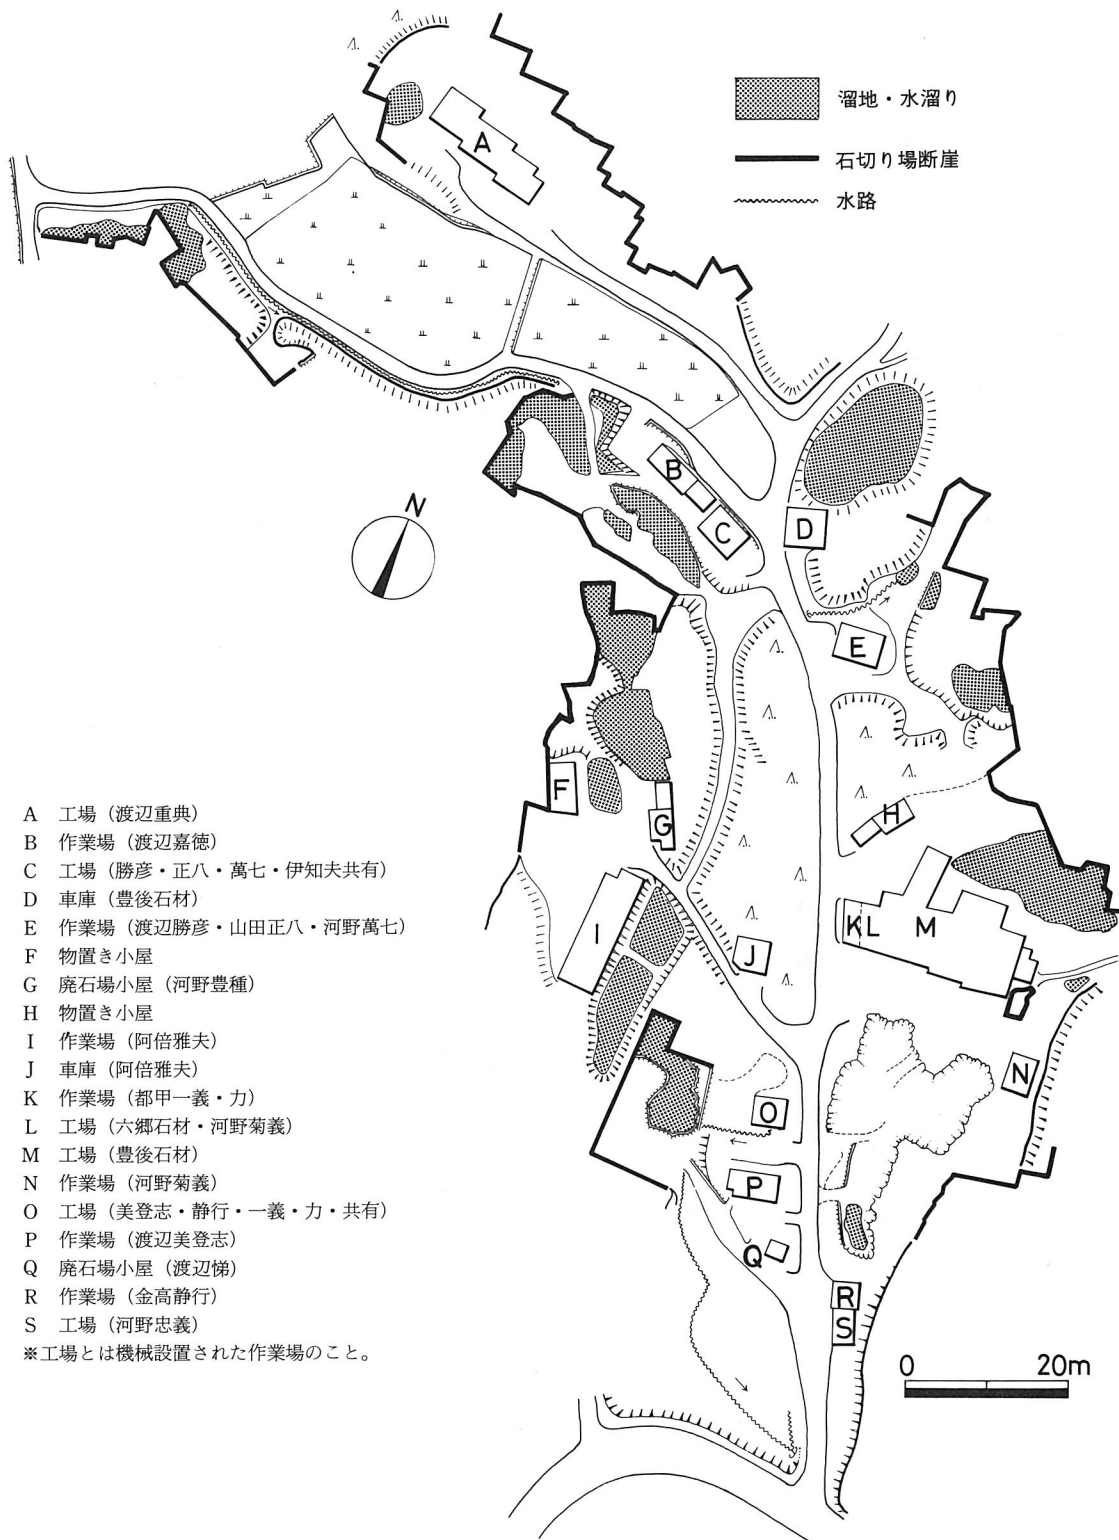 A
溜地・水溜り
石切り場断崖
水路
N
B
C
D
E
F
G
H
I
J
K L M
N
O
P
Q
R
S
0 20m
A 工場（渡辺重典）
B 作業場（渡辺嘉徳）
C 工場（勝彦・正八・萬七・伊知夫共有）
D 車庫（豊後石材）
E 作業場（渡辺勝彦・山田正八・河野萬七）
F 物置き小屋
G 廃石場小屋（河野豊種）
H 物置き小屋
I 作業場（阿倍雅夫）
J 車庫（阿倍雅夫）
K 作業場（都甲一義・力）
L 工場（六郷石材・河野菊義）
M 工場（豊後石材）
N 作業場（河野菊義）
O 工場（美登志・静行・一義・力・共有）
P 作業場（渡辺美登志）
Q 廃石場小屋（渡辺悌）
R 作業場（金高静行）
S 工場（河野忠義）
※工場とは機械設置された作業場のこと。